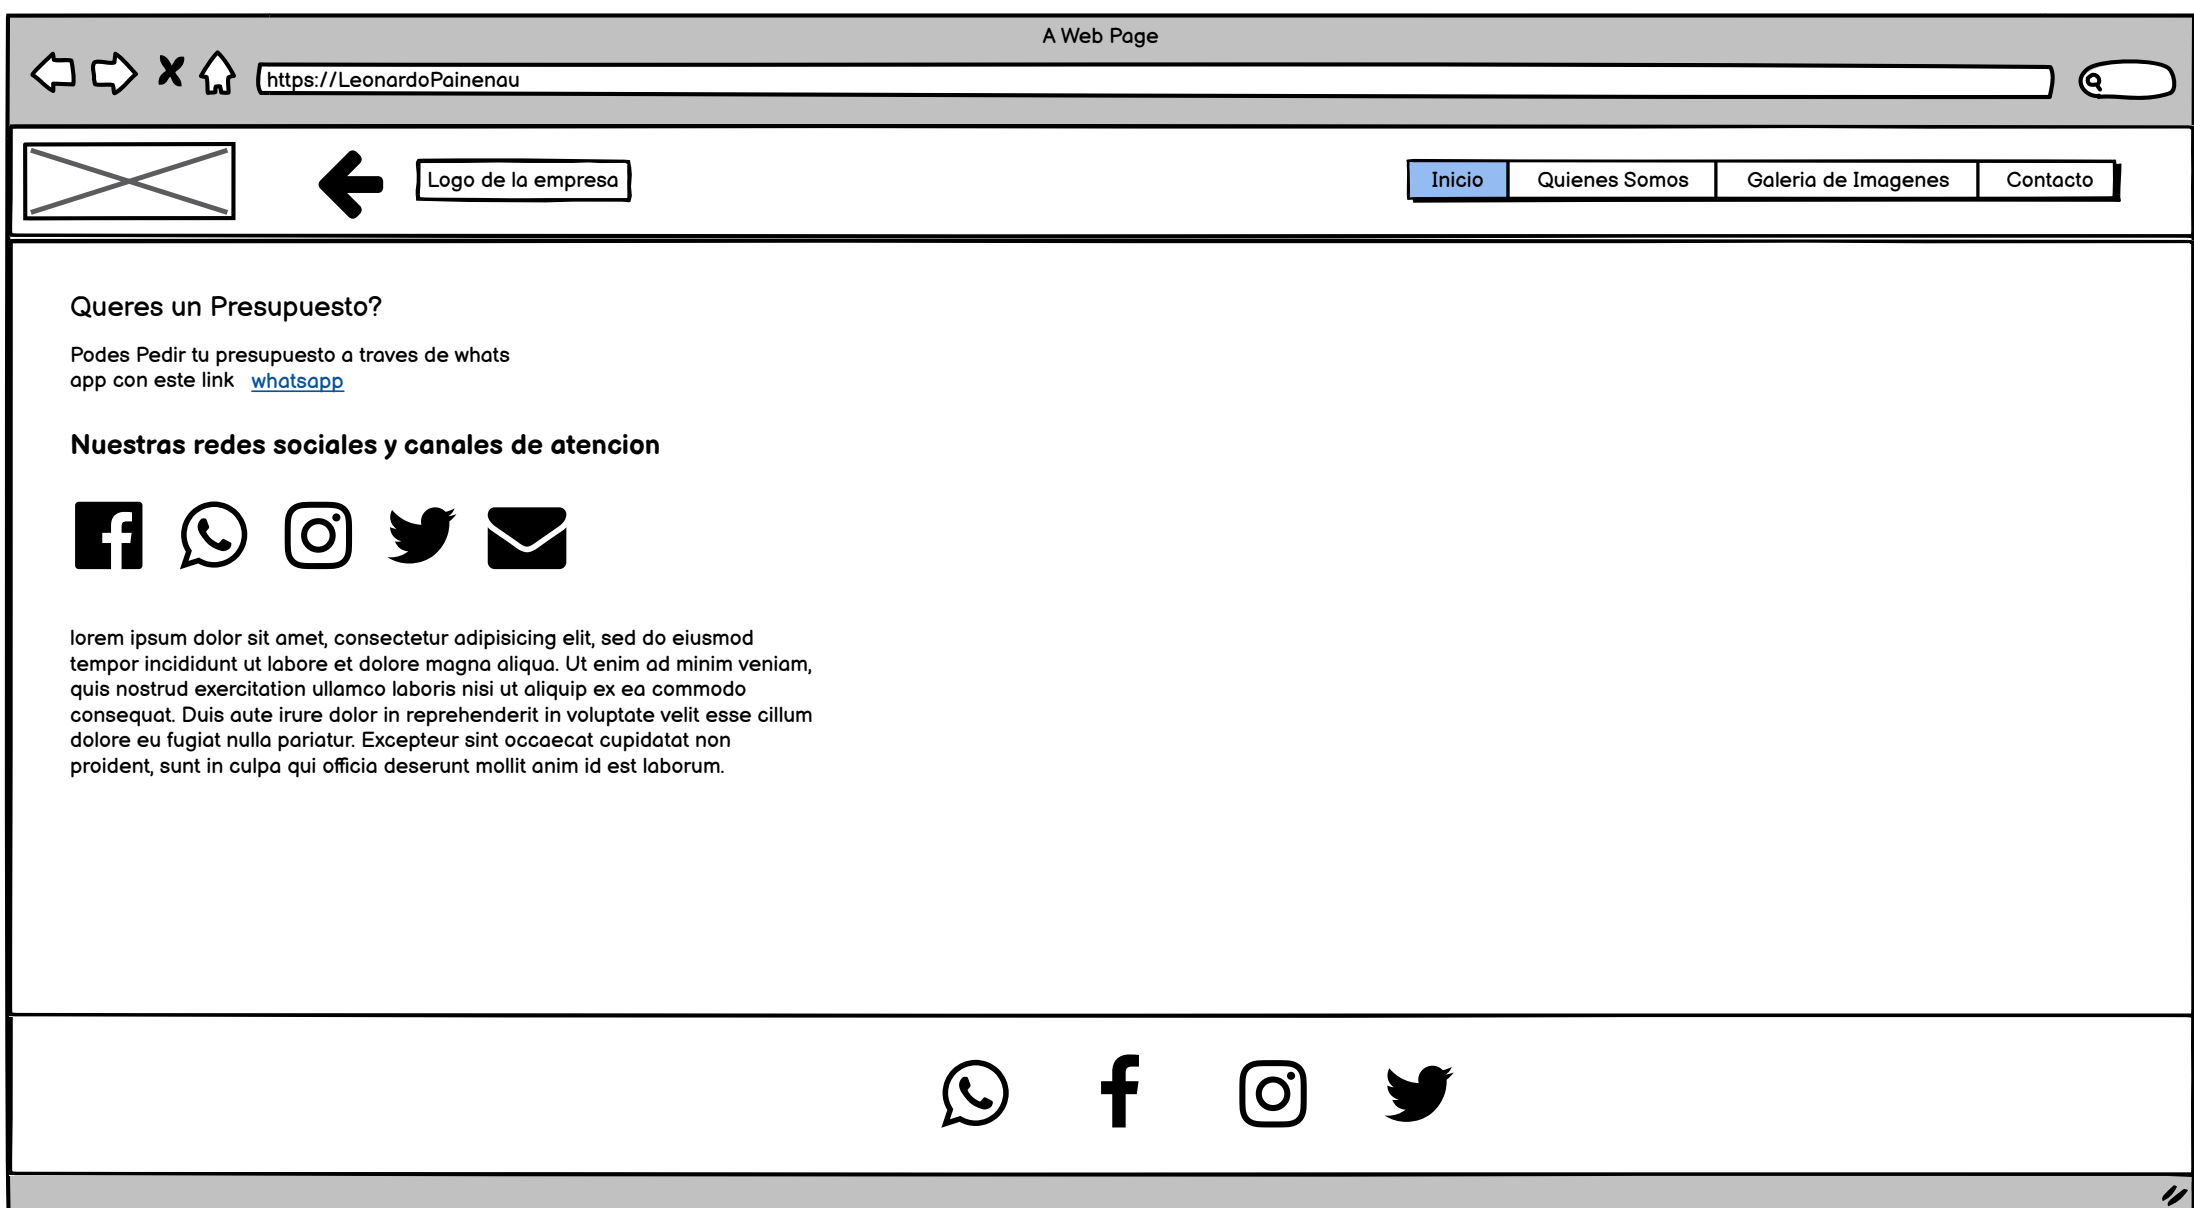 A Web Page
https://LeonardoPainenau
Logo de la empresa
Inicio
Quienes Somos
Galeria de Imagenes
Contacto
Queres un Presupuesto?
Podes Pedir tu presupuesto a traves de whats
app con este link whatsapp
Nuestras redes sociales y canales de atencion
lorem ipsum dolor sit amet, consectetur adipisicing elit, sed do eiusmod
tempor incididunt ut labore et dolore magna aliqua. Ut enim ad minim veniam,
quis nostrud exercitation ullamco laboris nisi ut aliquip ex ea commodo
consequat. Duis aute irure dolor in reprehenderit in voluptate velit esse cillum
dolore eu fugiat nulla pariatur. Excepteur sint occaecat cupidatat non
proident, sunt in culpa qui officia deserunt mollit anim id est laborum.